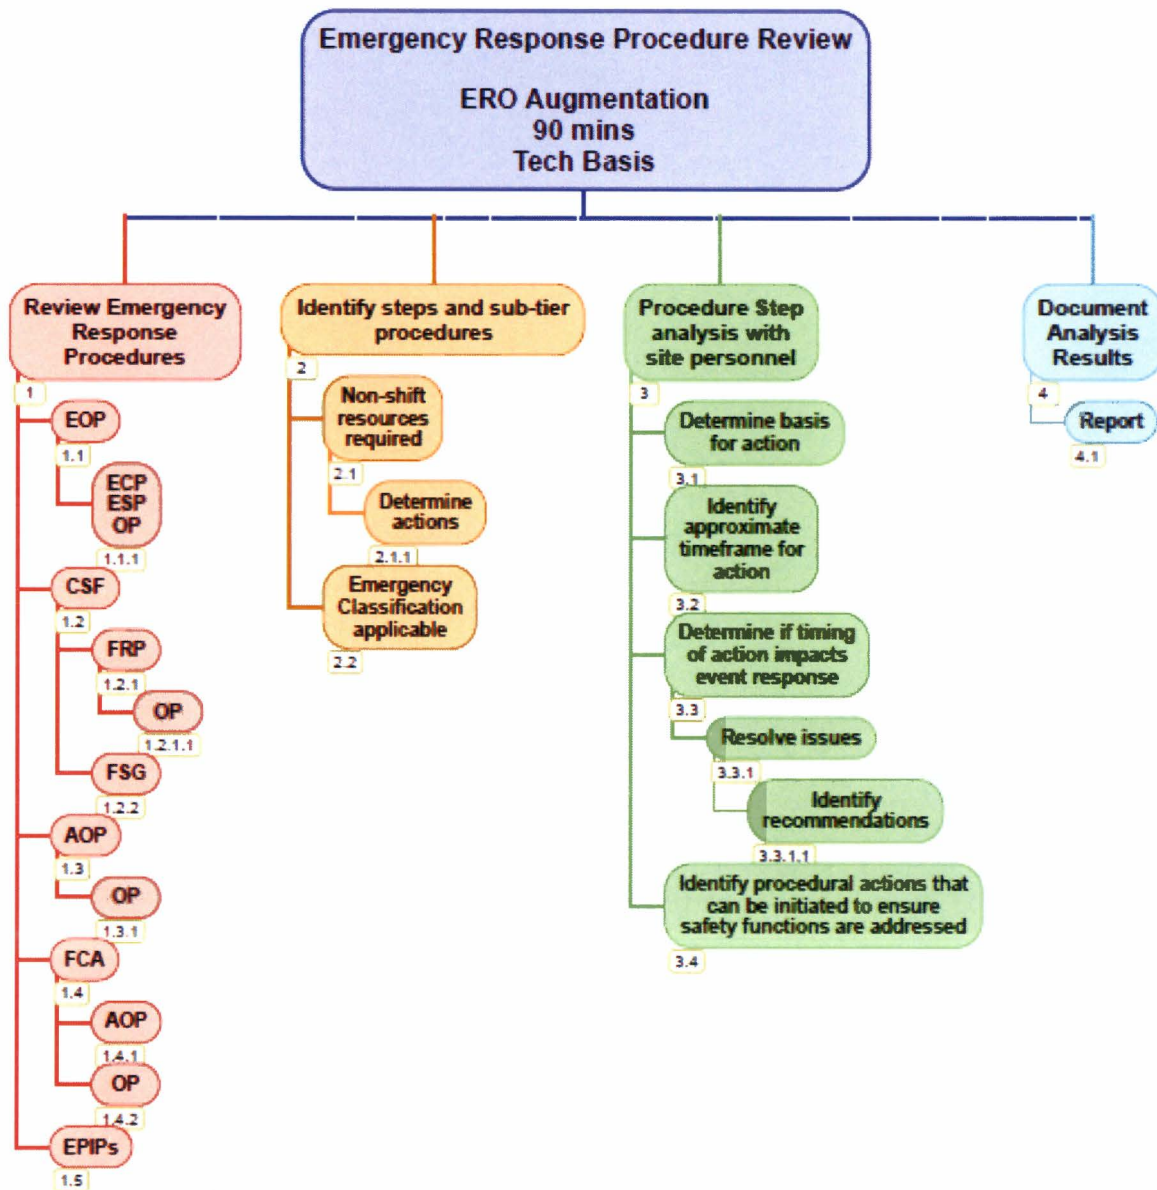 Emergency Response Procedure Review
ERO Augmentation
90 mins
Tech Basis
Review Emergency
Response
Procedures
1
EOP
1.1
ECP
ESP
OP
1.1.1
CSF
1.2
FRP
1.2.1
OP
1.2.1.1
FSG
1.2.2
AOP
1.3
OP
1.3.1
FCA
1.4
AOP
1.4.1
OP
1.4.2
EPIPs
1.5
Identify steps and sub-tier
procedures
2
Non-shift
resources
required
2.1
Determine
actions
2.1.1
Emergency
Classification
applicable
2.2
Procedure Step
analysis with
site personnel
3
Determine basis
for action
3.1
Identify
approximate
timeframe for
action
3.2
Determine if timing
of action impacts
event response
3.3
Resolve issues
3.3.1
Identify
recommendations
3.3.1.1
Identify procedural actions that
can be initiated to ensure
safety functions are addressed
3.4
Document
Analysis
Results
4
Report
4.1